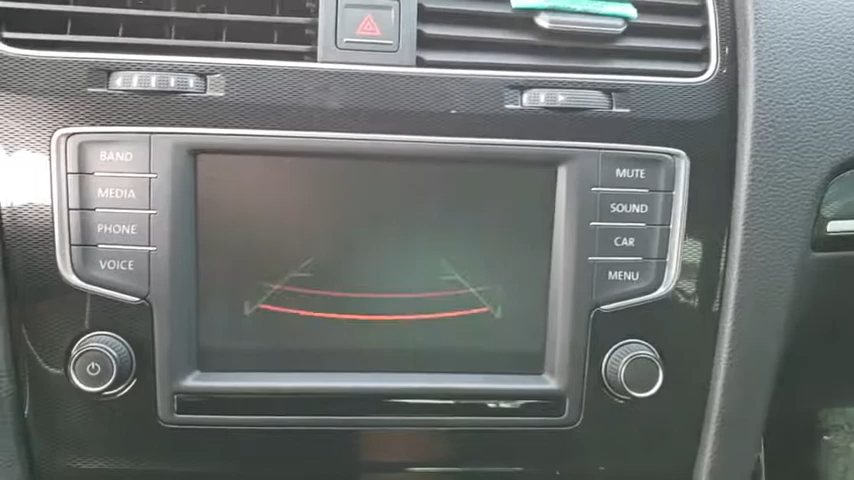 BAND
MEDIA
PHONE
VOICE
MUTE
SOUND
CAR
MENU